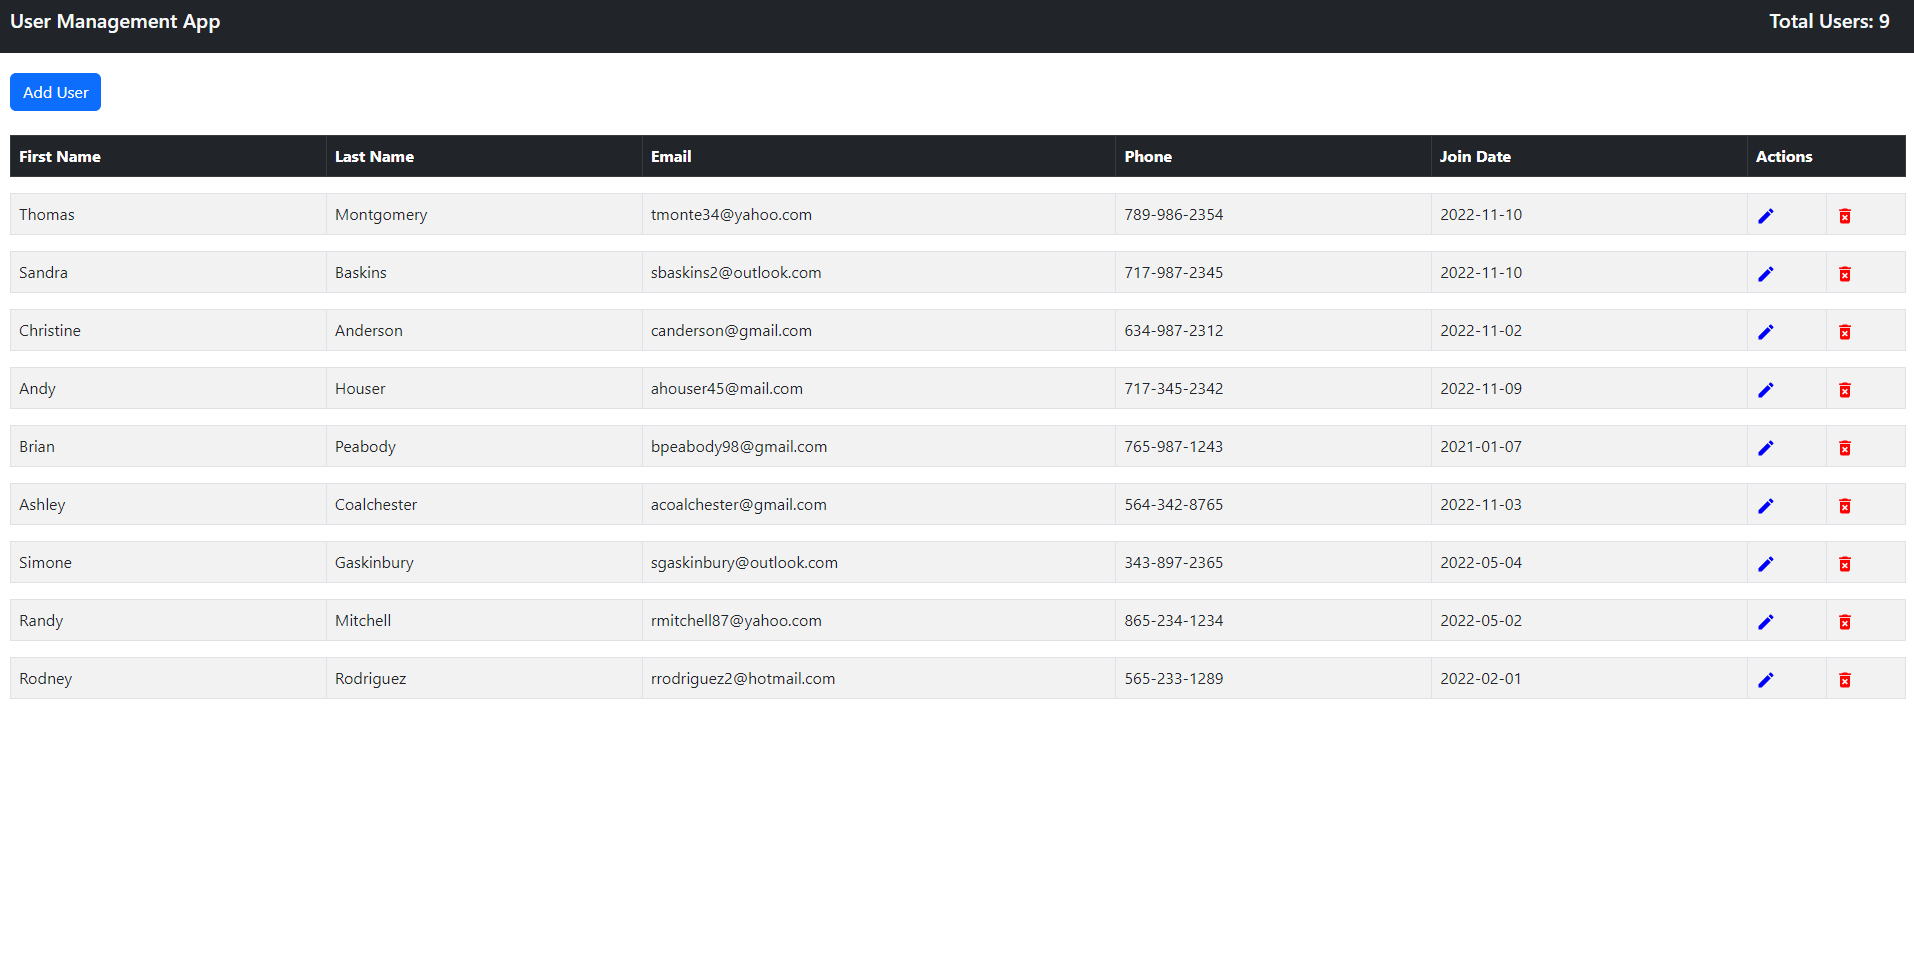 User Management App Total Users: 9
Add User
First Name Last Name Email Phone Join Date Actions
Thomas Montgomery tmonte34@yahoo.com 789-986-2354 2022-11-10
Sandra Baskins sbaskins2@outlook.com 717-987-2345 2022-11-10
Christine Anderson canderson@gmail.com 634-987-2312 2022-11-02
Andy Houser ahouser45@mail.com 717-345-2342 2022-11-09
Brian Peabody bpeabody98@gmail.com 765-987-1243 2021-01-07
Ashley Coalchester acoalchester@gmail.com 564-342-8765 2022-11-03
Simone Gaskinbury sgaskinbury@outlook.com 343-897-2365 2022-05-04
Randy Mitchell rmitchell87@yahoo.com 865-234-1234 2022-05-02
Rodney Rodriguez rrodriguez2@hotmail.com 565-233-1289 2022-02-01